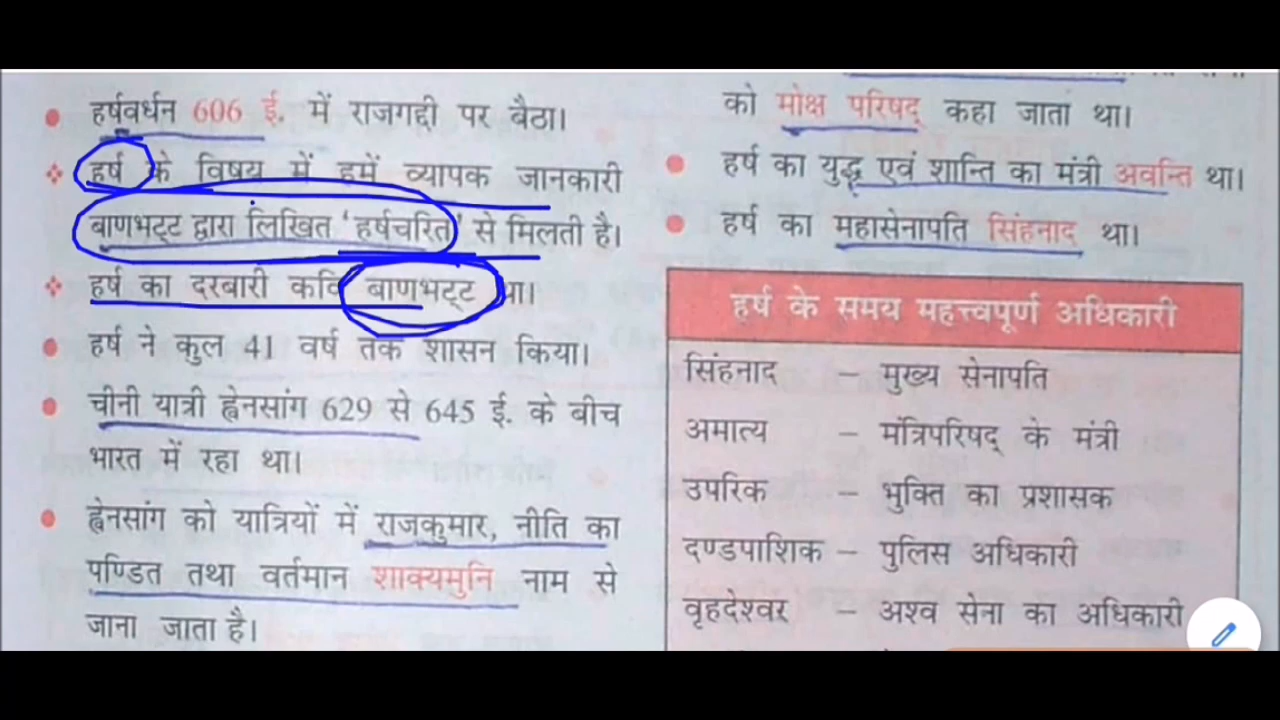 हर्षवर्धन 606 ई. में राजगद्दी पर बैठा।
हर्ष के विषय में हमें व्यापक जानकारी
बाणभट्ट द्वारा लिखित 'हर्षचरित' से मिलती है।
हर्ष का दरबारी कवि बाणभट्ट था।
हर्ष ने कुल 41 वर्ष तक शासन किया।
चीनी यात्री ह्वेनसांग 629 से 645 ई. के बीच
भारत में रहा था।
ह्वेनसांग को यात्रियों में राजकुमार, नीति का
पण्डित तथा वर्तमान शाक्यमुनि नाम से
जाना जाता है।
को मोक्ष परिषद् कहा जाता था।
हर्ष का युद्ध एवं शान्ति का मंत्री अवन्ति था।
हर्ष का महासेनापति सिंहनाद था।
हर्ष के समय महत्त्वपूर्ण अधिकारी
सिंहनाद – मुख्य सेनापति
अमात्य – मंत्रिपरिषद् के मंत्री
उपरिक – भुक्ति का प्रशासक
दण्डपाशिक – पुलिस अधिकारी
वृहदेश्वर – अश्व सेना का अधिकारी